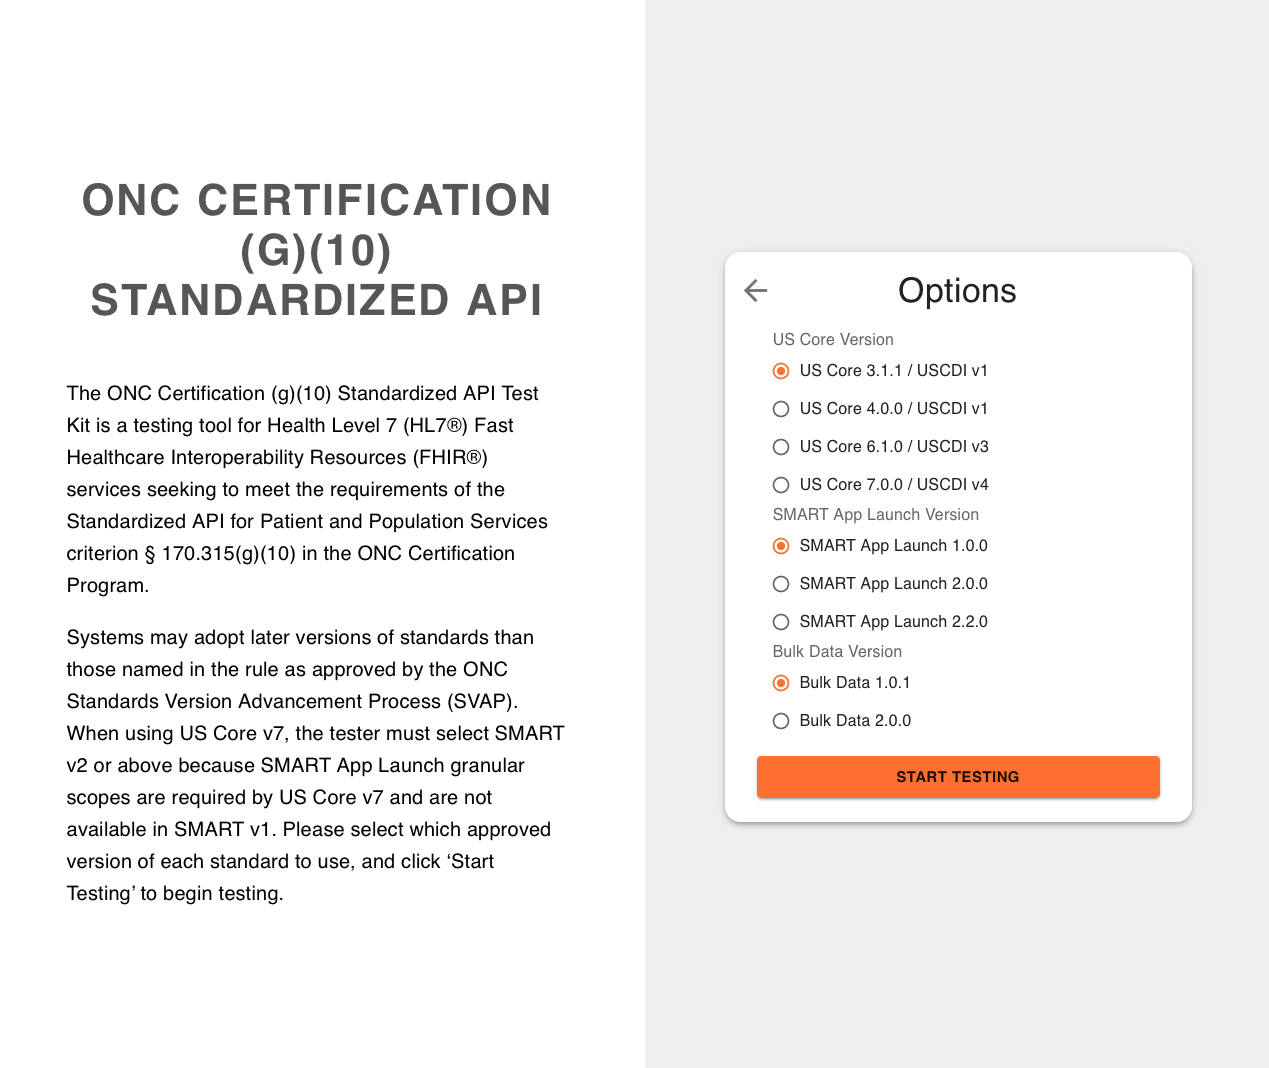 ONC CERTIFICATION
(G)(10)
STANDARDIZED API
The ONC Certification (g)(10) Standardized API Test
Kit is a testing tool for Health Level 7 (HL7®) Fast
Healthcare Interoperability Resources (FHIR®)
services seeking to meet the requirements of the
Standardized API for Patient and Population Services
criterion § 170.315(g)(10) in the ONC Certification
Program.
Systems may adopt later versions of standards than
those named in the rule as approved by the ONC
Standards Version Advancement Process (SVAP).
When using US Core v7, the tester must select SMART
v2 or above because SMART App Launch granular
scopes are required by US Core v7 and are not
available in SMART v1. Please select which approved
version of each standard to use, and click ‘Start
Testing’ to begin testing.
Options
US Core Version
US Core 3.1.1 / USCDI v1
US Core 4.0.0 / USCDI v1
US Core 6.1.0 / USCDI v3
US Core 7.0.0 / USCDI v4
SMART App Launch Version
SMART App Launch 1.0.0
SMART App Launch 2.0.0
SMART App Launch 2.2.0
Bulk Data Version
Bulk Data 1.0.1
Bulk Data 2.0.0
START TESTING